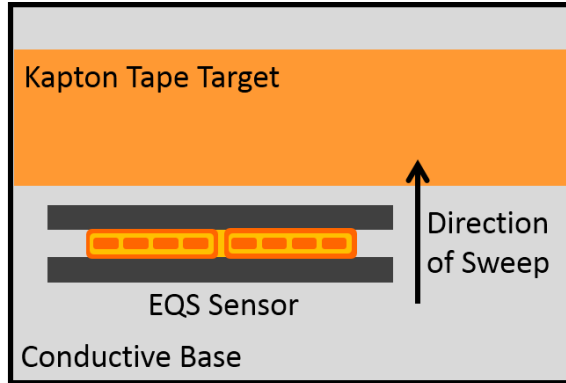 Kapton Tape Target
Direction
of Sweep
EQS Sensor
Conductive Base